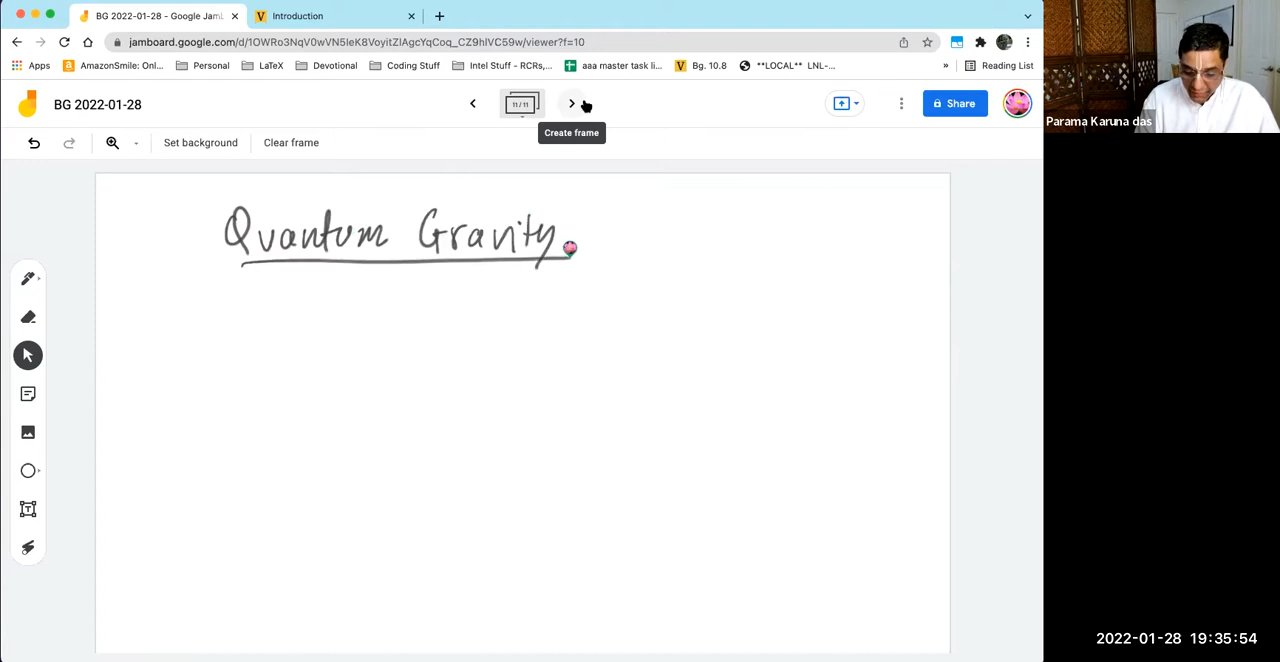 BG 2022-01-28 - Google JamL
Introduction
jamboard.google.com/d/1OWRo3NqV0wVN5leK8VoyitZlAgcYqCoq_CZ9hlVC59w/viewer?f=10
Apps AmazonSmile: Onl... Personal LaTeX Devotional Coding Stuff Intel Stuff - RCRs,... aaa master task li... Bg. 10.8 **LOCAL** LNL-... » Reading List
BG 2022-01-28
11 / 11
Share
Create frame
Set background
Clear frame
Quantum Gravity
Parama Karuna das
2022-01-28 19:35:54